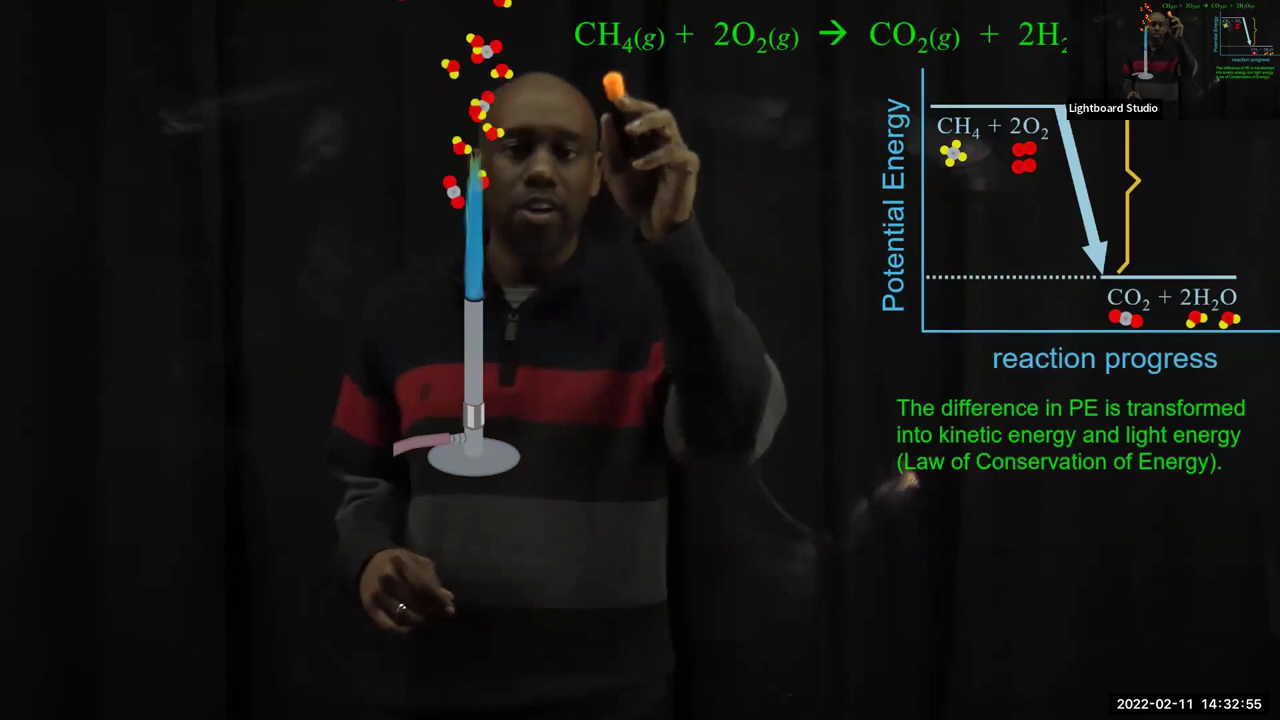 CH₄(g) + 2O₂(g) → CO₂(g) + 2H₂
Lightboard Studio
Potential Energy
CH₄ + 2O₂
CO₂ + 2H₂O
reaction progress
The difference in PE is transformed
into kinetic energy and light energy
(Law of Conservation of Energy).
2022-02-11 14:32:55